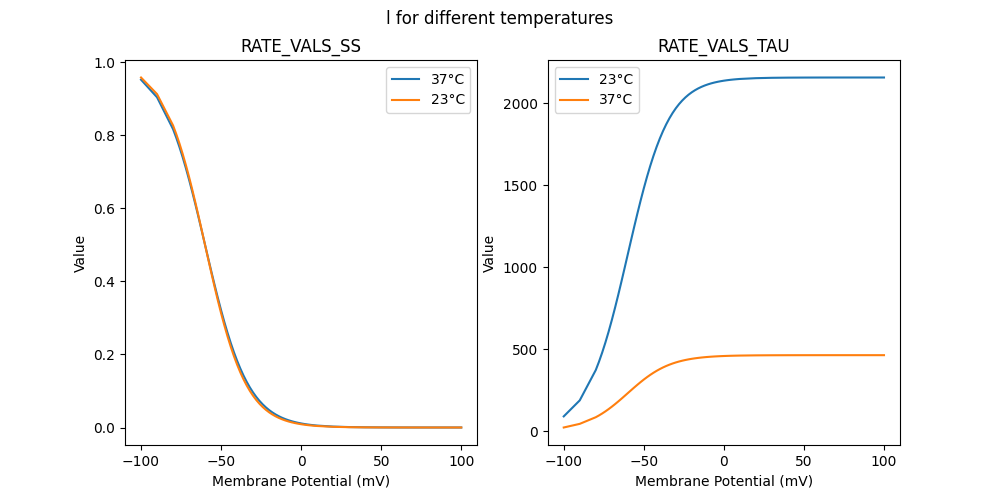 l for different temperatures
RATE_VALS_SS
RATE_VALS_TAU
1.0
0.8
0.6
0.4
0.2
0.0
Value
37°C
23°C
−100
−50
0
50
100
Membrane Potential (mV)
2000
1500
1000
500
0
Value
23°C
37°C
−100
−50
0
50
100
Membrane Potential (mV)